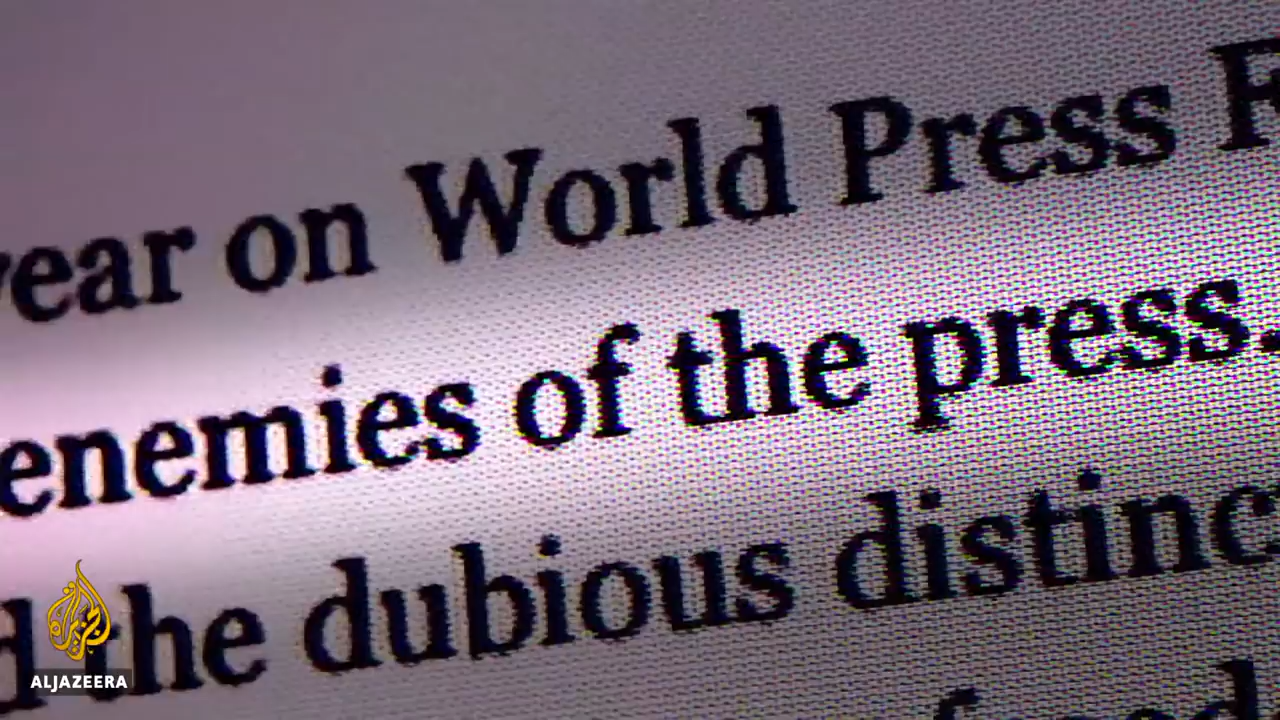 year on World Press F
enemies of the press.
d the dubious distinc
ALJAZEERA